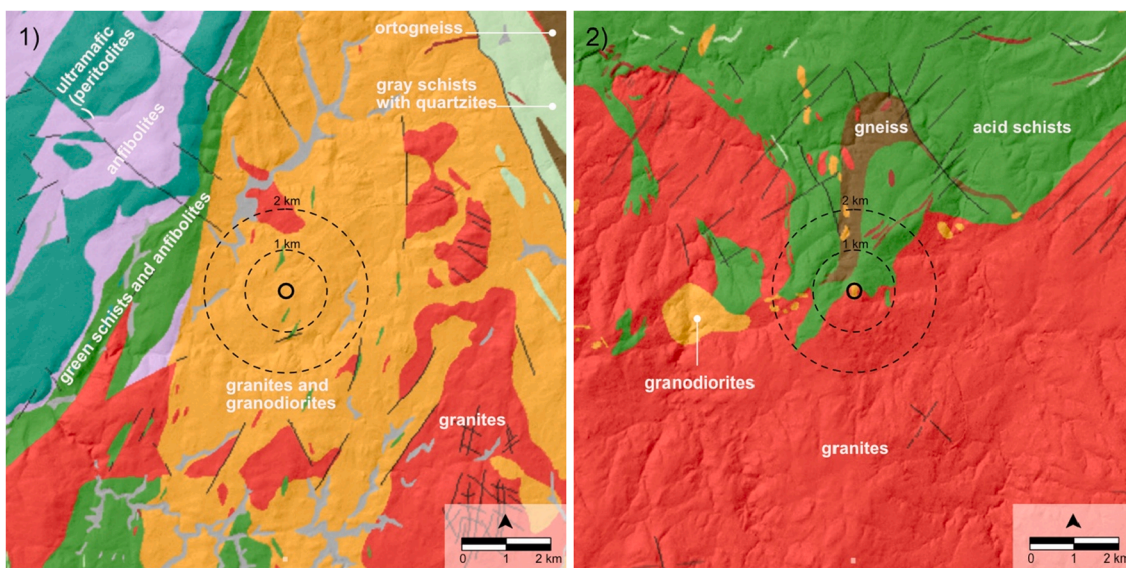 1)
ultramafic
(peritodites
anfibolites
green schists and anfibolites
ortogneiss
gray schists
with quartzites
2 km
1 km
granites and
granodiorites
granites
0 1 2 km
2)
gneiss
acid schists
2 km
1 km
granodiorites
granites
0 1 2 km